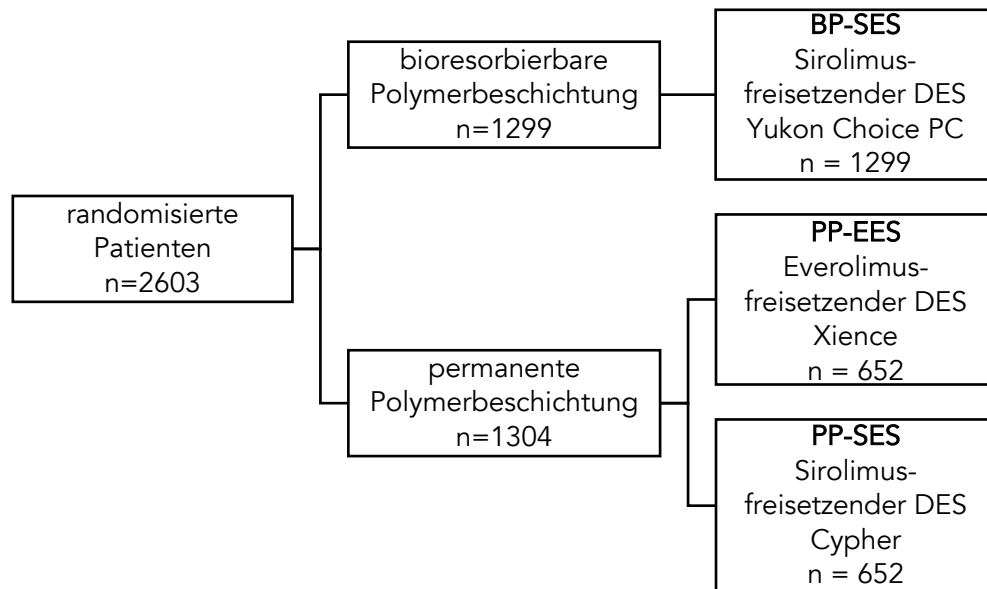 randomisierte
Patienten
n=2603
bioresorbierbare
Polymerbeschichtung
n=1299
permanente
Polymerbeschichtung
n=1304
BP-SES
Sirolimus-
freisetzender DES
Yukon Choice PC
n = 1299
PP-EES
Everolimus-
freisetzender DES
Xience
n = 652
PP-SES
Sirolimus-
freisetzender DES
Cypher
n = 652